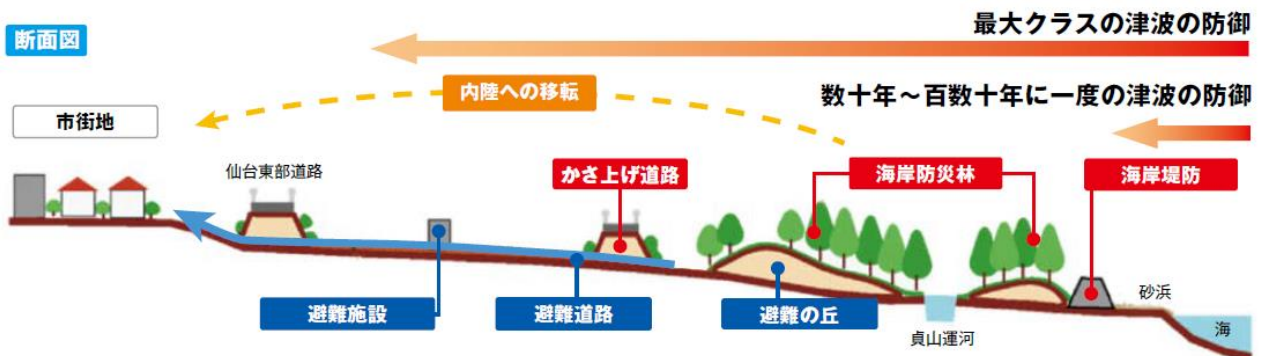 最大クラスの津波の防御
断面図
内陸への移転
数十年～百数十年に一度の津波の防御
市街地
仙台東部道路
かさ上げ道路
海岸防災林
海岸堤防
避難施設
避難道路
避難の丘
貞山運河
砂浜
海